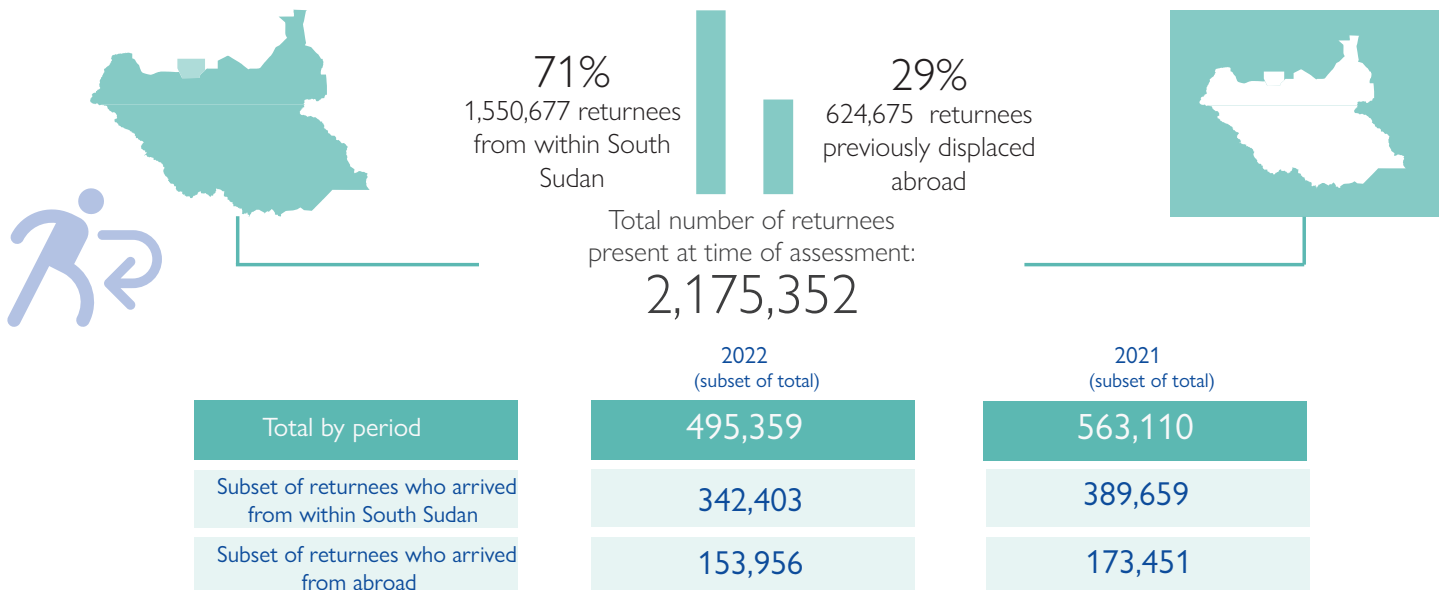 71%
1,550,677 returnees
from within South
Sudan
29%
624,675 returnees
previously displaced
abroad
Total number of returnees
present at time of assessment:
2,175,352
2022
(subset of total)
2021
(subset of total)
Total by period
495,359
563,110
Subset of returnees who arrived
from within South Sudan
342,403
389,659
Subset of returnees who arrived
from abroad
153,956
173,451